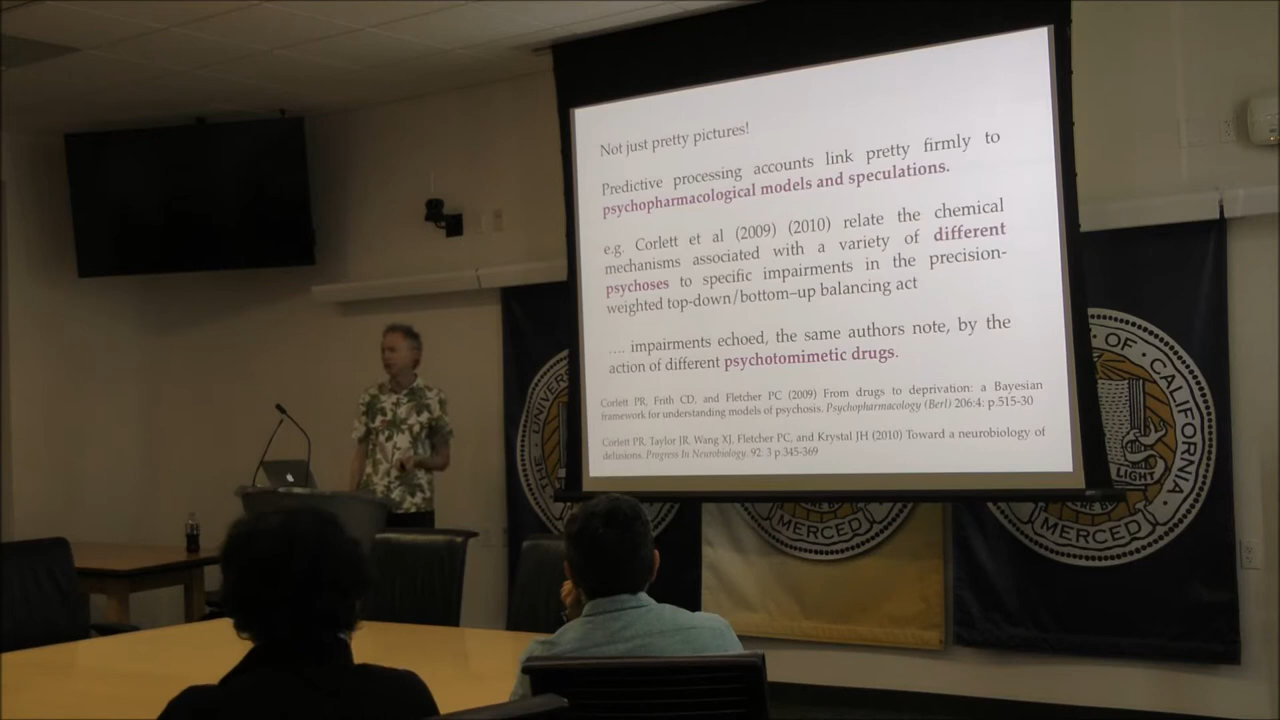 Not just pretty pictures!
Predictive processing accounts link pretty firmly to
psychopharmacological models and speculations.
e.g. Corlett et al (2009) (2010) relate the chemical
mechanisms associated with a variety of different
psychoses to specific impairments in the precision-
weighted top-down/bottom–up balancing act
.... impairments echoed, the same authors note, by the
action of different psychotomimetic drugs.
Corlett PR, Frith CD, and Fletcher PC (2009) From drugs to deprivation: a Bayesian
framework for understanding models of psychosis. Psychopharmacology (Berl) 206:4: p.515-30
Corlett PR, Taylor JR, Wang XJ, Fletcher PC, and Krystal JH (2010) Toward a neurobiology of
delusions. Progress In Neurobiology. 92: 3 p.345-369
THE · UNIVERS
MERCED
OF · CALIFORNIA ·
LIGHT
MERCED